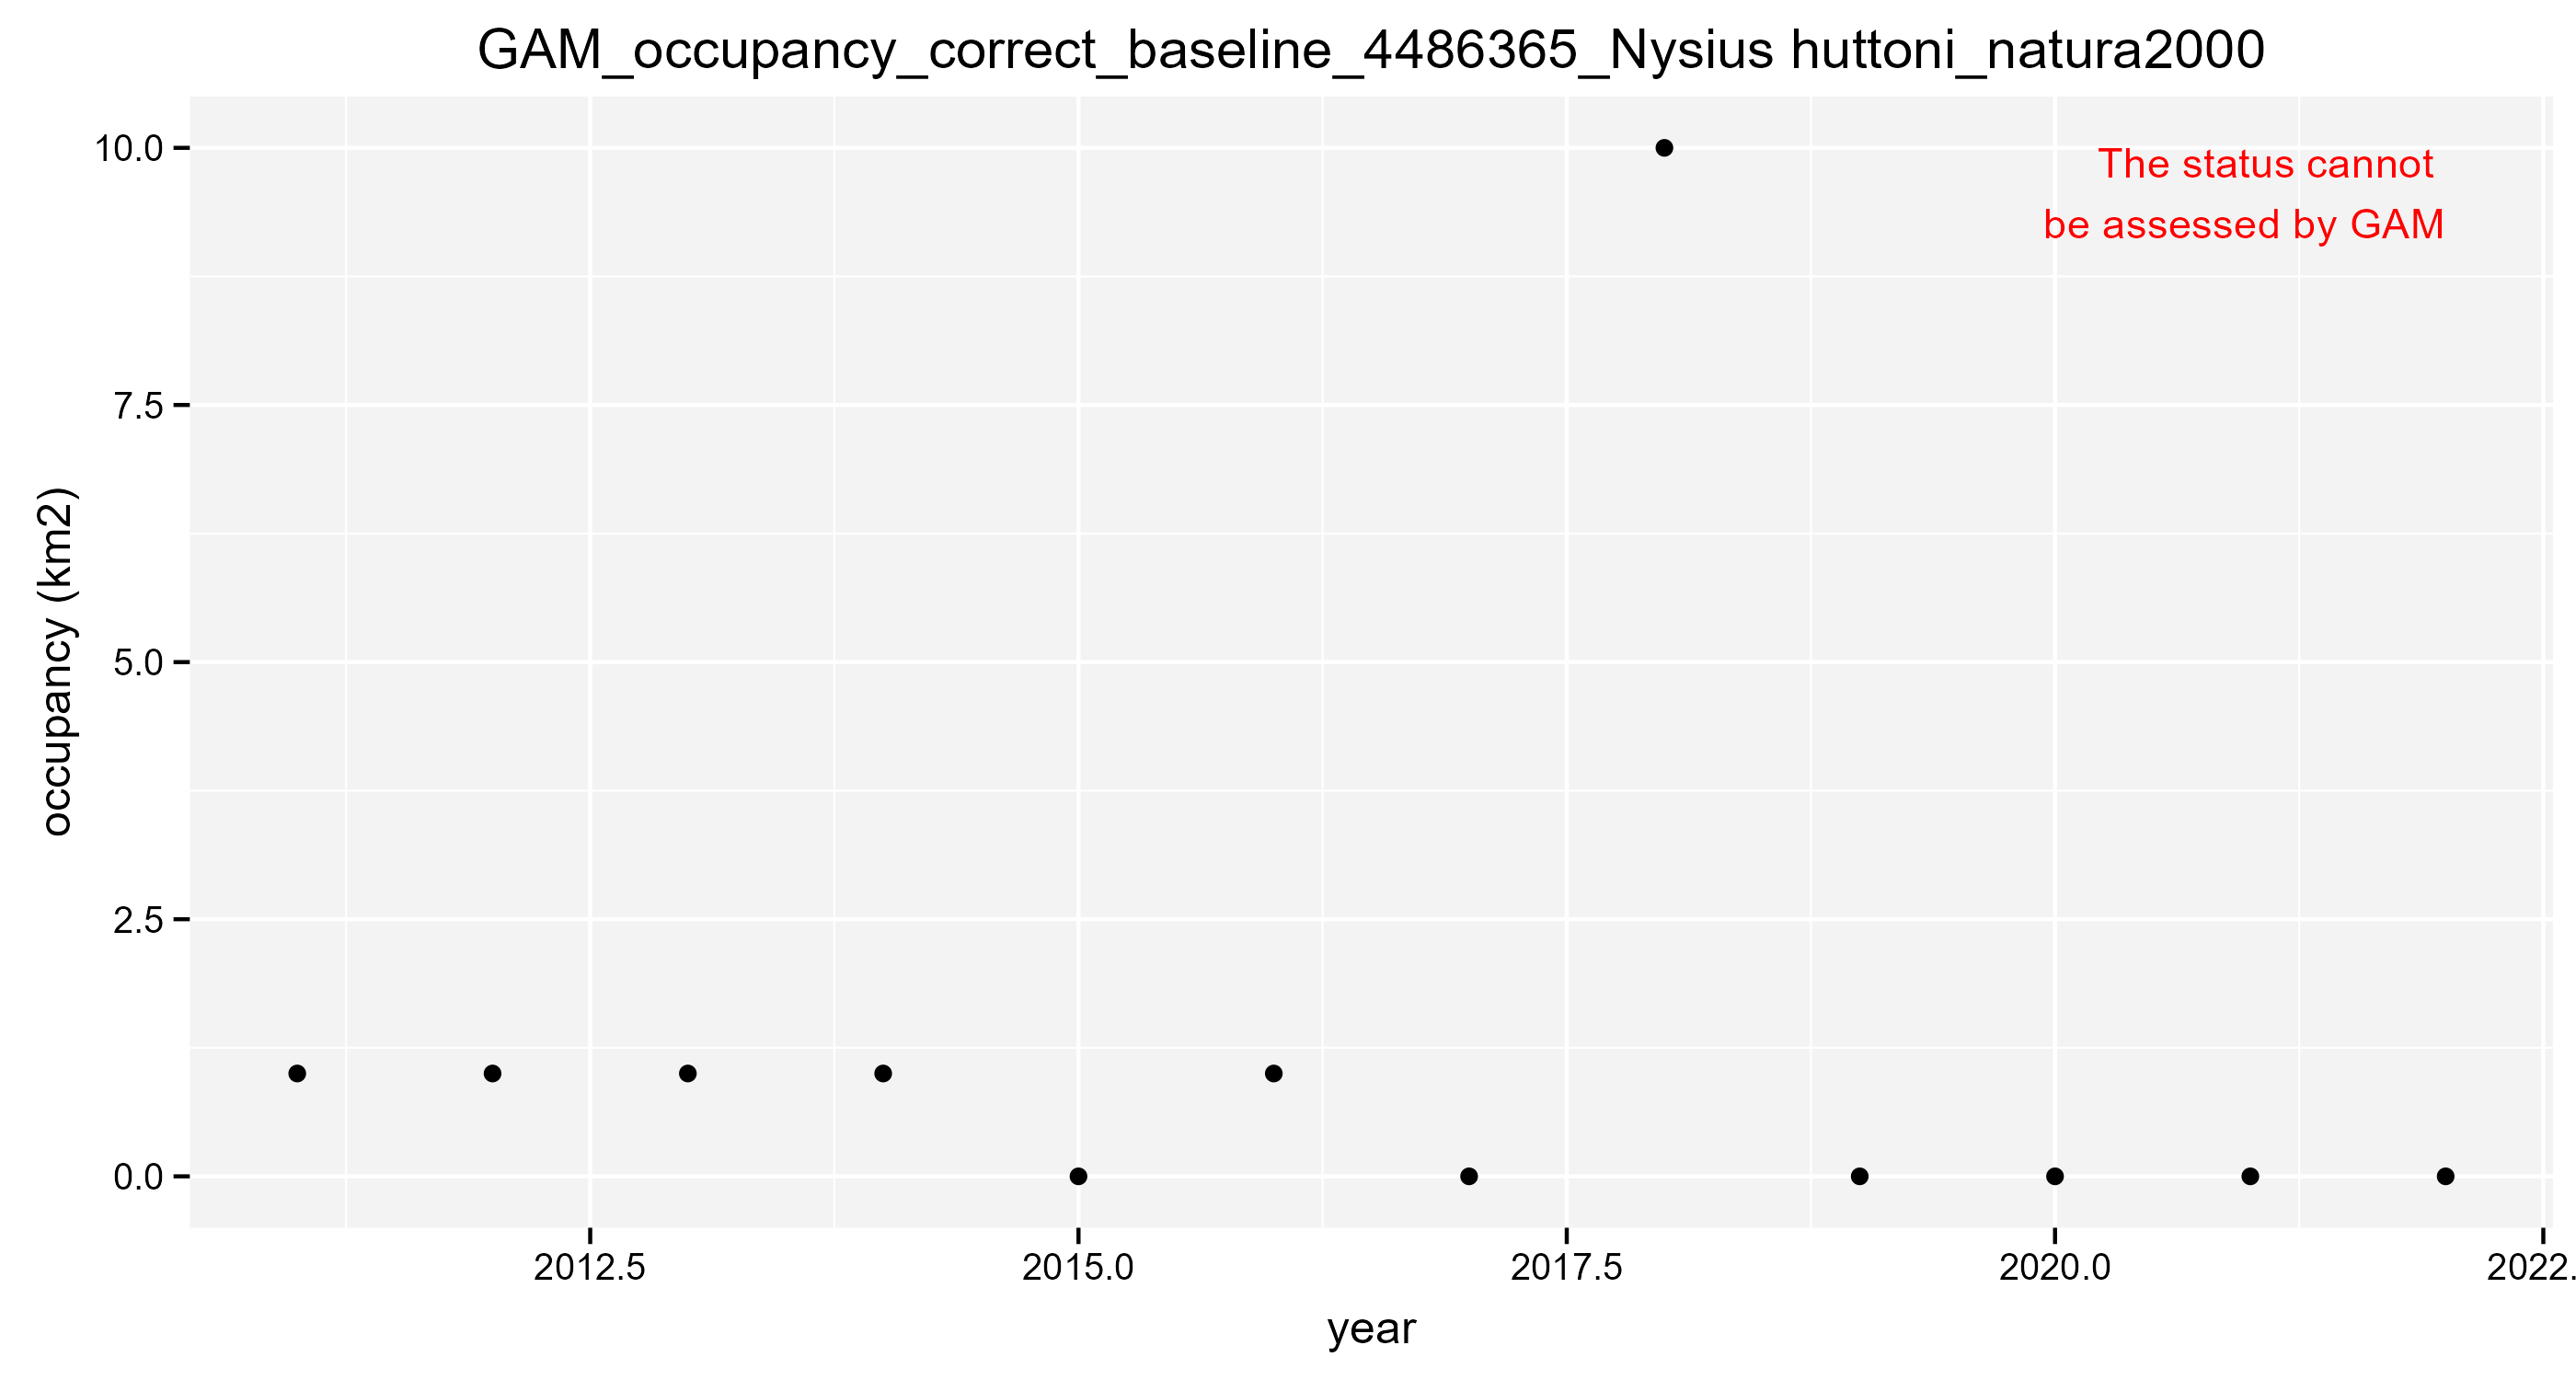 GAM_occupancy_correct_baseline_4486365_Nysius huttoni_natura2000
The status cannot
be assessed by GAM
10.0
7.5
5.0
2.5
0.0
occupancy (km2)
2012.5
2015.0
2017.5
2020.0
2022.
year